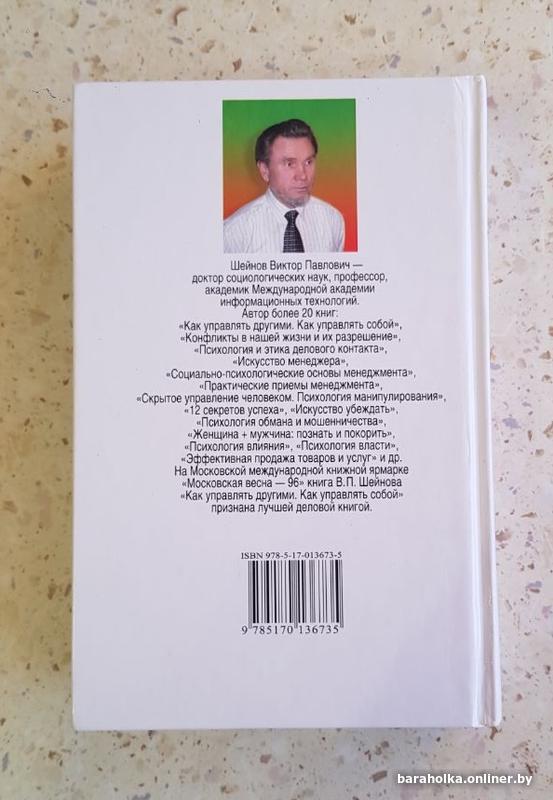 Шейнов Виктор Павлович —
доктор социологических наук, профессор,
академик Международной академии
информационных технологий.
Автор более 20 книг:
«Как управлять другими. Как управлять собой»,
«Конфликты в нашей жизни и их разрешение»,
«Психология и этика делового контакта»,
«Искусство менеджера»,
«Социально-психологические основы менеджмента»,
«Практические приемы менеджмента»,
«Скрытое управление человеком. Психология манипулирования»,
«12 секретов успеха», «Искусство убеждать»,
«Психология обмана и мошенничества»,
«Женщина + мужчина: познать и покорить»,
«Психология влияния», «Психология власти»,
«Эффективная продажа товаров и услуг» и др.
На Московской международной книжной ярмарке
«Московская весна — 96» книга В.П. Шейнова
«Как управлять другими. Как управлять собой»
признана лучшей деловой книгой.
ISBN 978-5-17-013673-5
9 785170 136735
baraholka.onliner.by